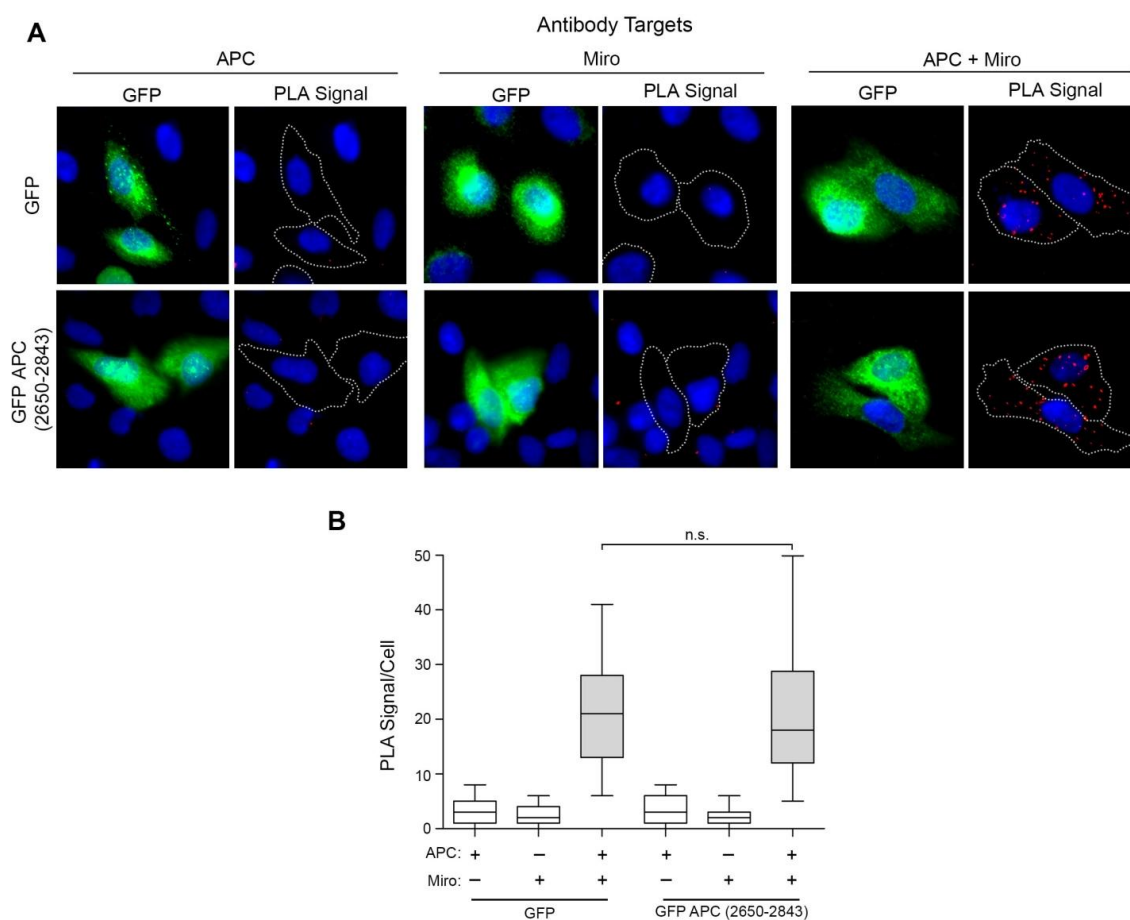 A
Antibody Targets
APC
Miro
APC + Miro
GFP
PLA Signal
GFP
PLA Signal
GFP
PLA Signal
GFP
GFP APC
(2650-2843)
B
n.s.
PLA Signal/Cell
50
40
30
20
10
0
APC: + – + + – +
Miro: – + + – + +
GFP
GFP APC (2650-2843)